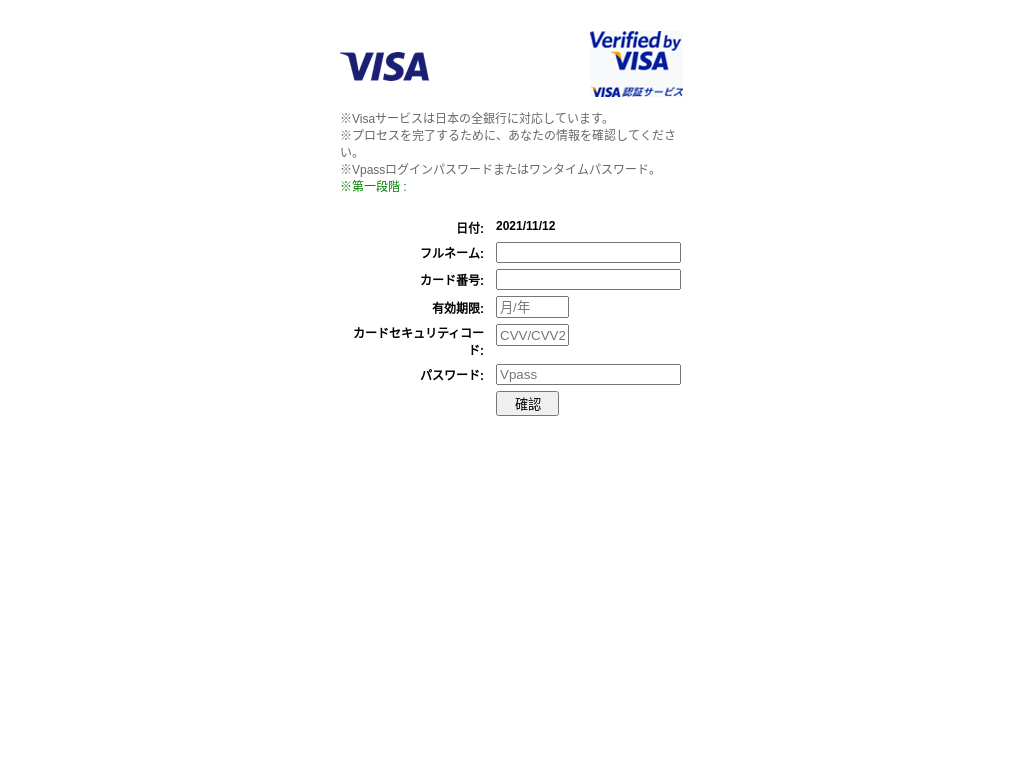 VISA
Verified by
VISA
VISA 認証サービス
※Visaサービスは日本の全銀行に対応しています。
※プロセスを完了するために、あなたの情報を確認してくださ
い。
※Vpassログインパスワードまたはワンタイムパスワード。
※第一段階 :
日付: 2021/11/12
フルネーム:
カード番号:
有効期限: 月/年
カードセキュリティコー
ド: CVV/CVV2
パスワード: Vpass
確認